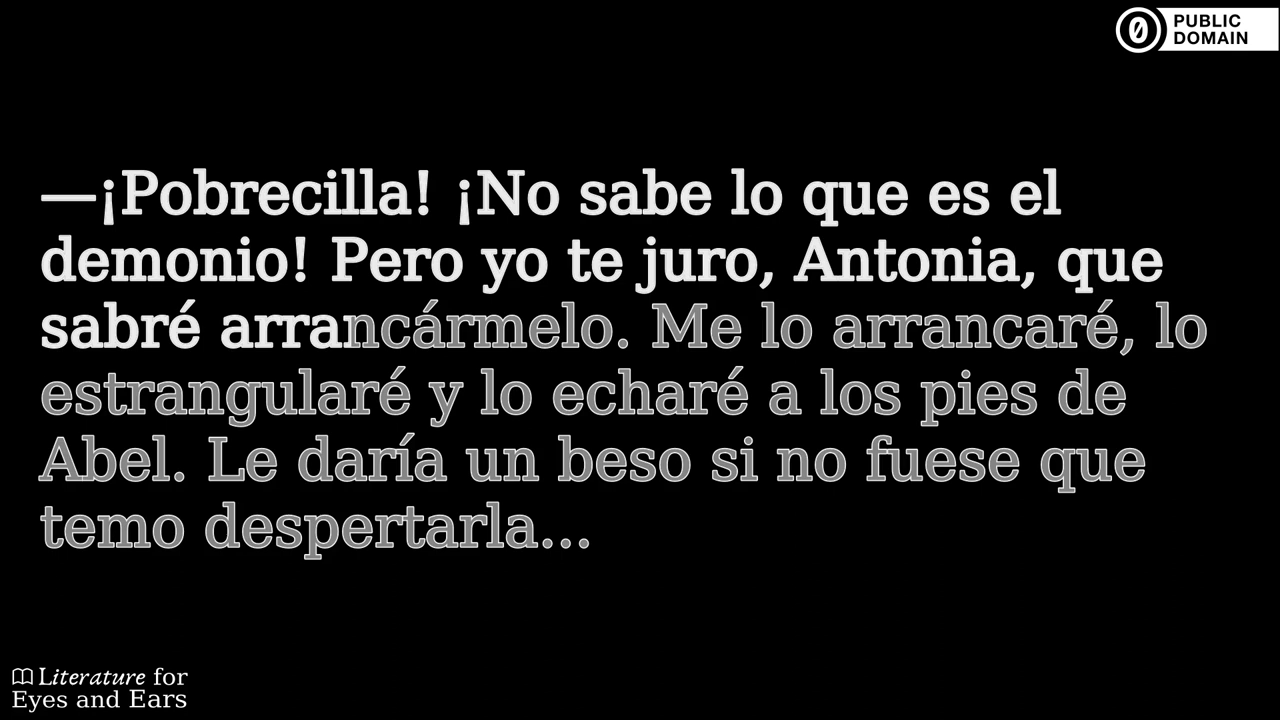 PUBLIC
DOMAIN
—¡Pobrecilla! ¡No sabe lo que es el
demonio! Pero yo te juro, Antonia, que
sabré arrancármelo. Me lo arrancaré, lo
estrangularé y lo echaré a los pies de
Abel. Le daría un beso si no fuese que
temo despertarla...
Literature for
Eyes and Ears